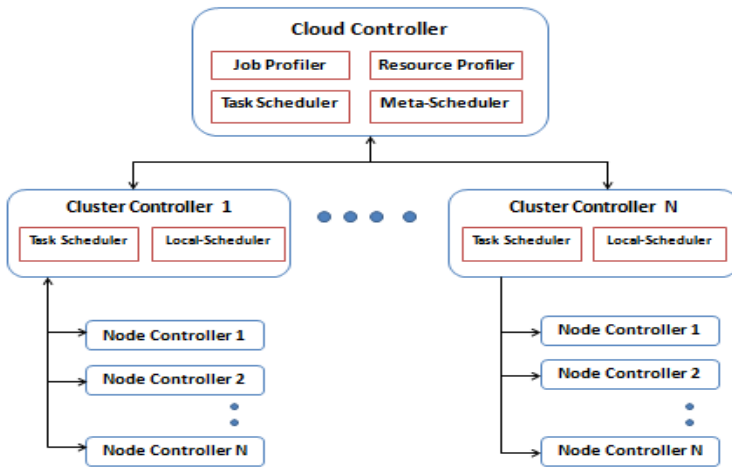 Cloud Controller
Job Profiler
Resource Profiler
Task Scheduler
Meta-Scheduler
Cluster Controller 1
Task Scheduler
Local-Scheduler
Cluster Controller N
Task Scheduler
Local-Scheduler
Node Controller 1
Node Controller 2
Node Controller N
Node Controller 1
Node Controller 2
Node Controller N